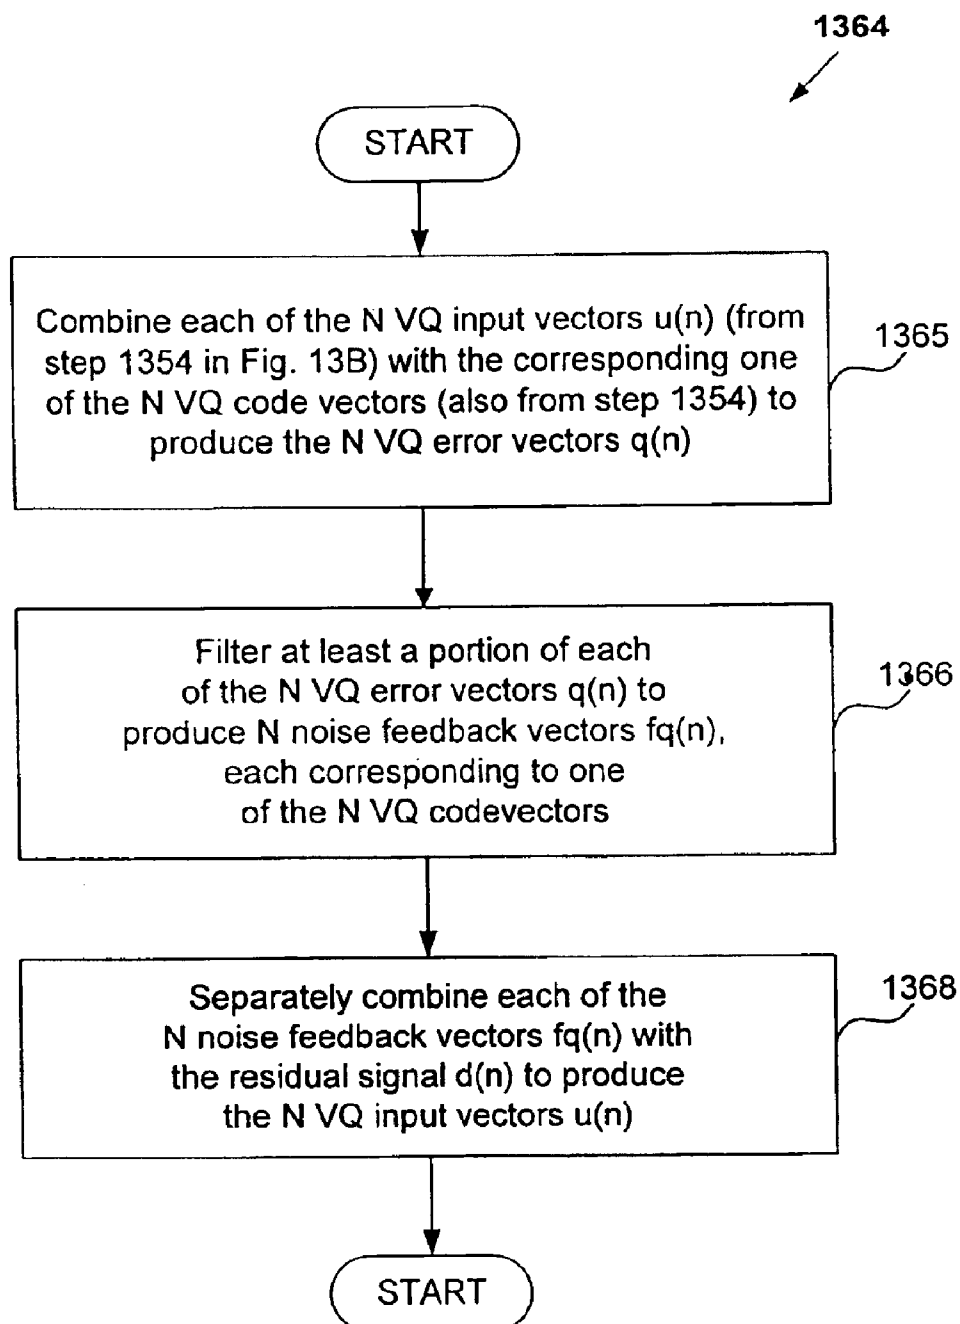 1364
START
Combine each of the N VQ input vectors u(n) (from
step 1354 in Fig. 13B) with the corresponding one
of the N VQ code vectors (also from step 1354) to
produce the N VQ error vectors q(n)
1365
Filter at least a portion of each
of the N VQ error vectors q(n) to
produce N noise feedback vectors fq(n),
each corresponding to one
of the N VQ codevectors
1366
Separately combine each of the
N noise feedback vectors fq(n) with
the residual signal d(n) to produce
the N VQ input vectors u(n)
1368
START